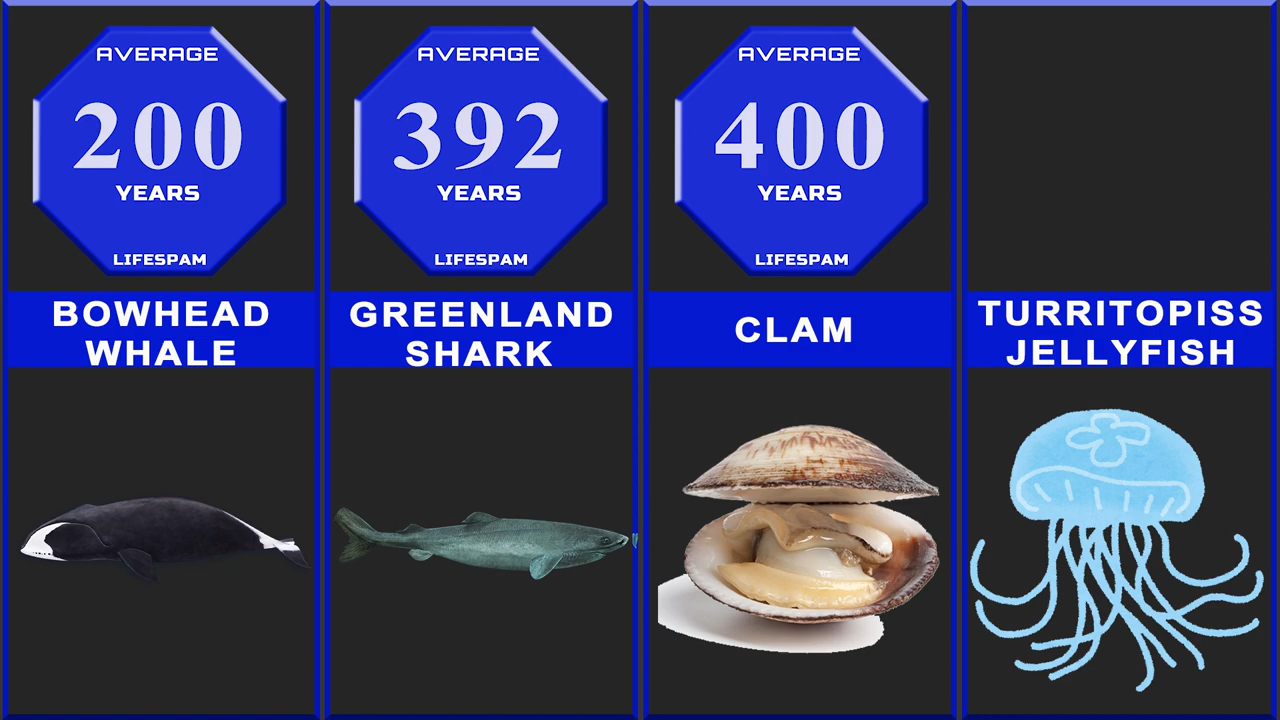 AVERAGE
200
YEARS
LIFESPAM
BOWHEAD
WHALE
AVERAGE
392
YEARS
LIFESPAM
GREENLAND
SHARK
AVERAGE
400
YEARS
LIFESPAM
CLAM
TURRITOPISS
JELLYFISH